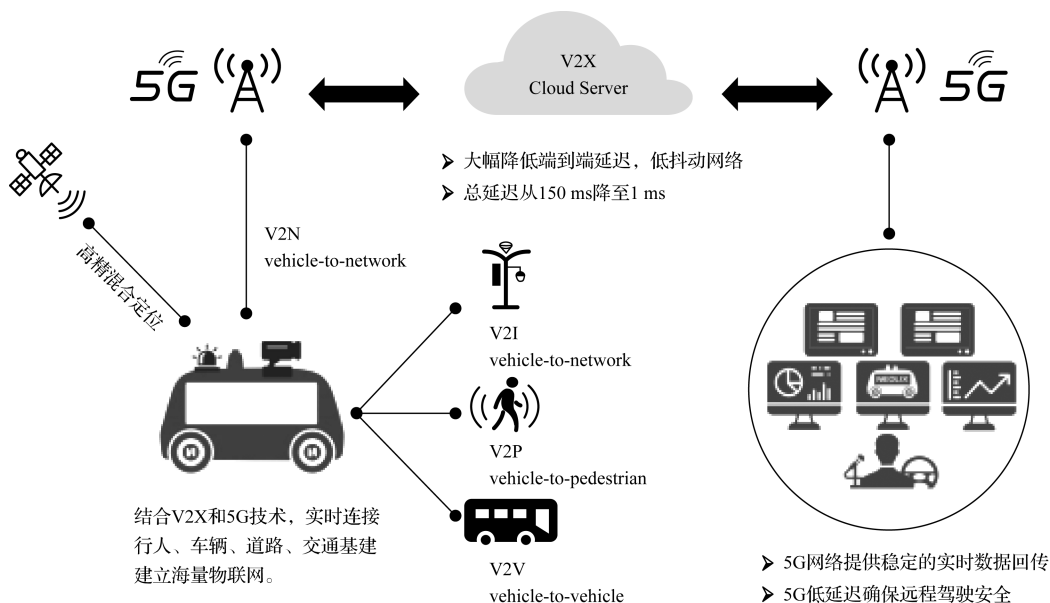 5G
V2X
Cloud Server
5G
大幅降低端到端延迟，低抖动网络
总延迟从150 ms降至1 ms
高精混合定位
V2N
vehicle-to-network
V2I
vehicle-to-network
V2P
vehicle-to-pedestrian
V2V
vehicle-to-vehicle
结合V2X和5G技术，实时连接
行人、车辆、道路、交通基建
建立海量物联网。
NEOLIX
5G网络提供稳定的实时数据回传
5G低延迟确保远程驾驶安全